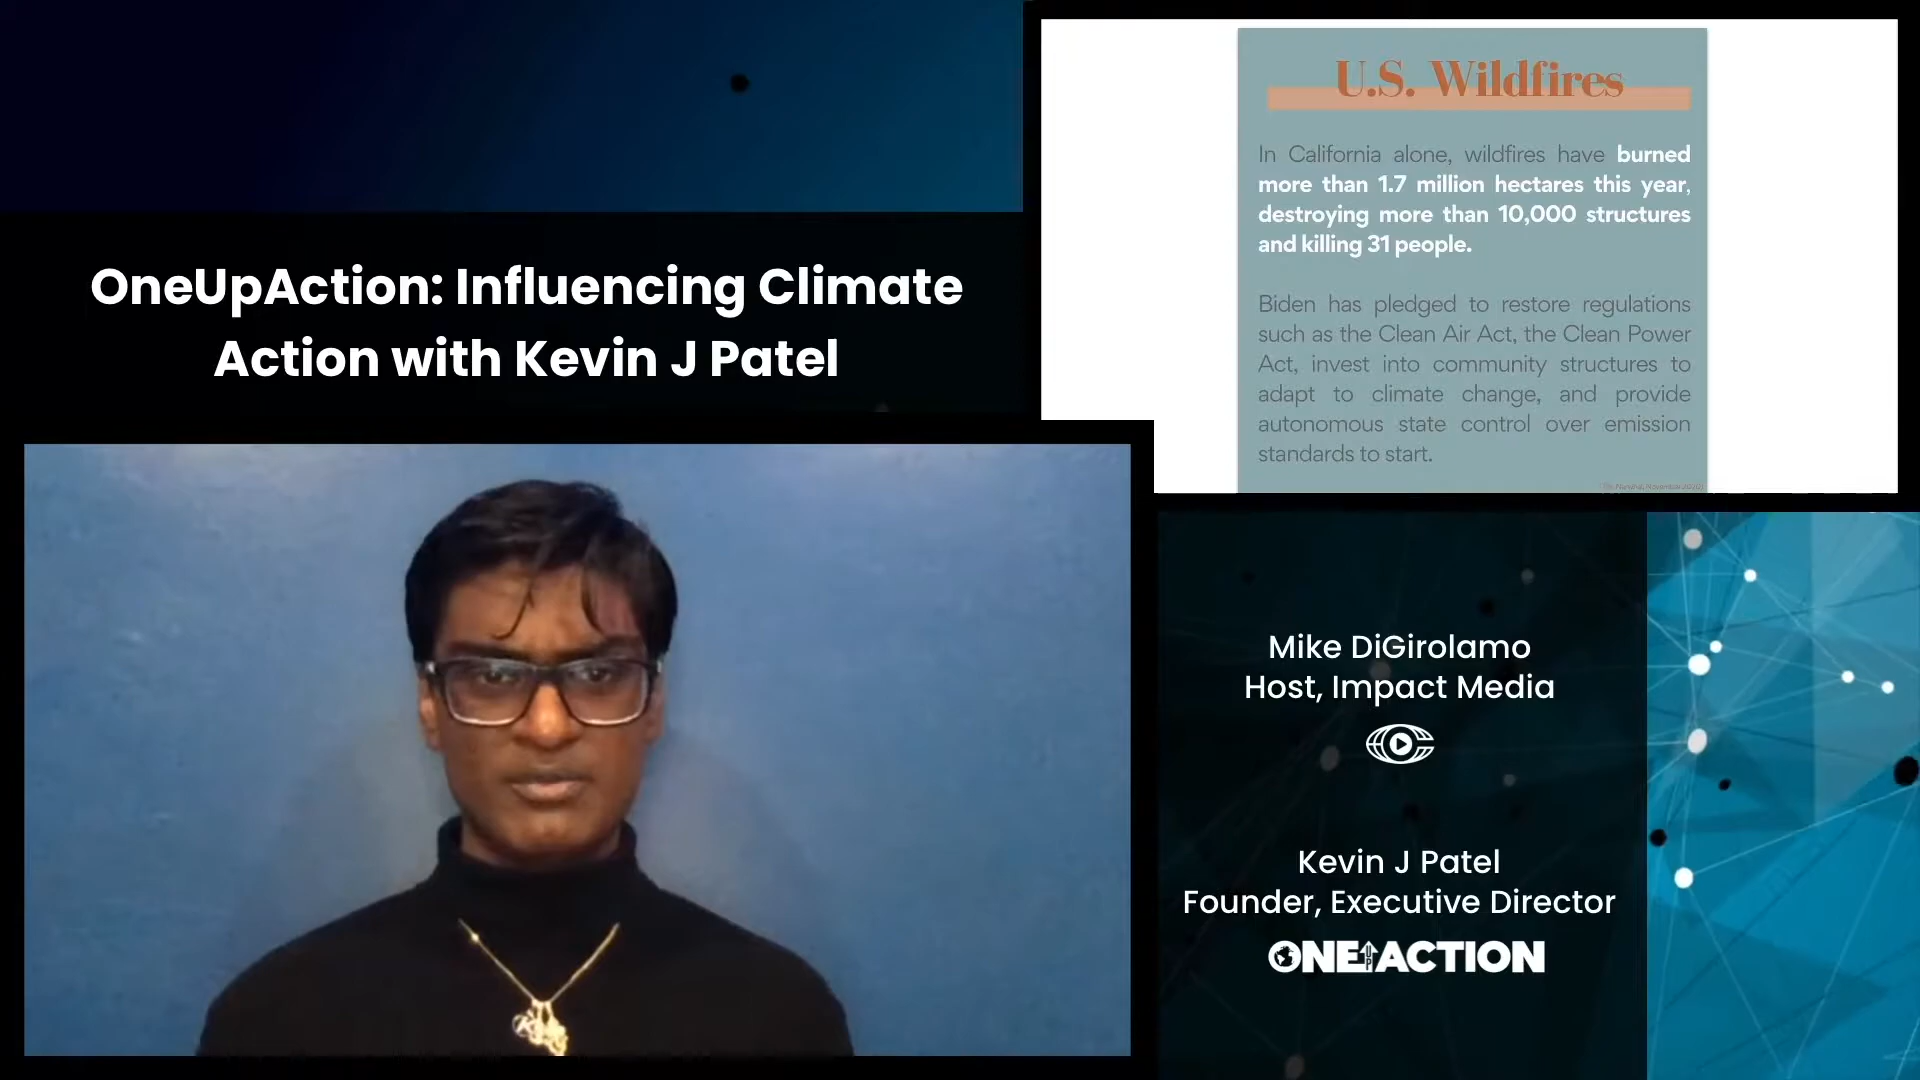 OneUpAction: Influencing Climate
Action with Kevin J Patel
U.S. Wildfires
In California alone, wildfires have burned
more than 1.7 million hectares this year,
destroying more than 10,000 structures
and killing 31 people.
Biden has pledged to restore regulations
such as the Clean Air Act, the Clean Power
Act, invest into community structures to
adapt to climate change, and provide
autonomous state control over emission
standards to start.
Mike DiGirolamo
Host, Impact Media
Kevin J Patel
Founder, Executive Director
ONE UP ACTION